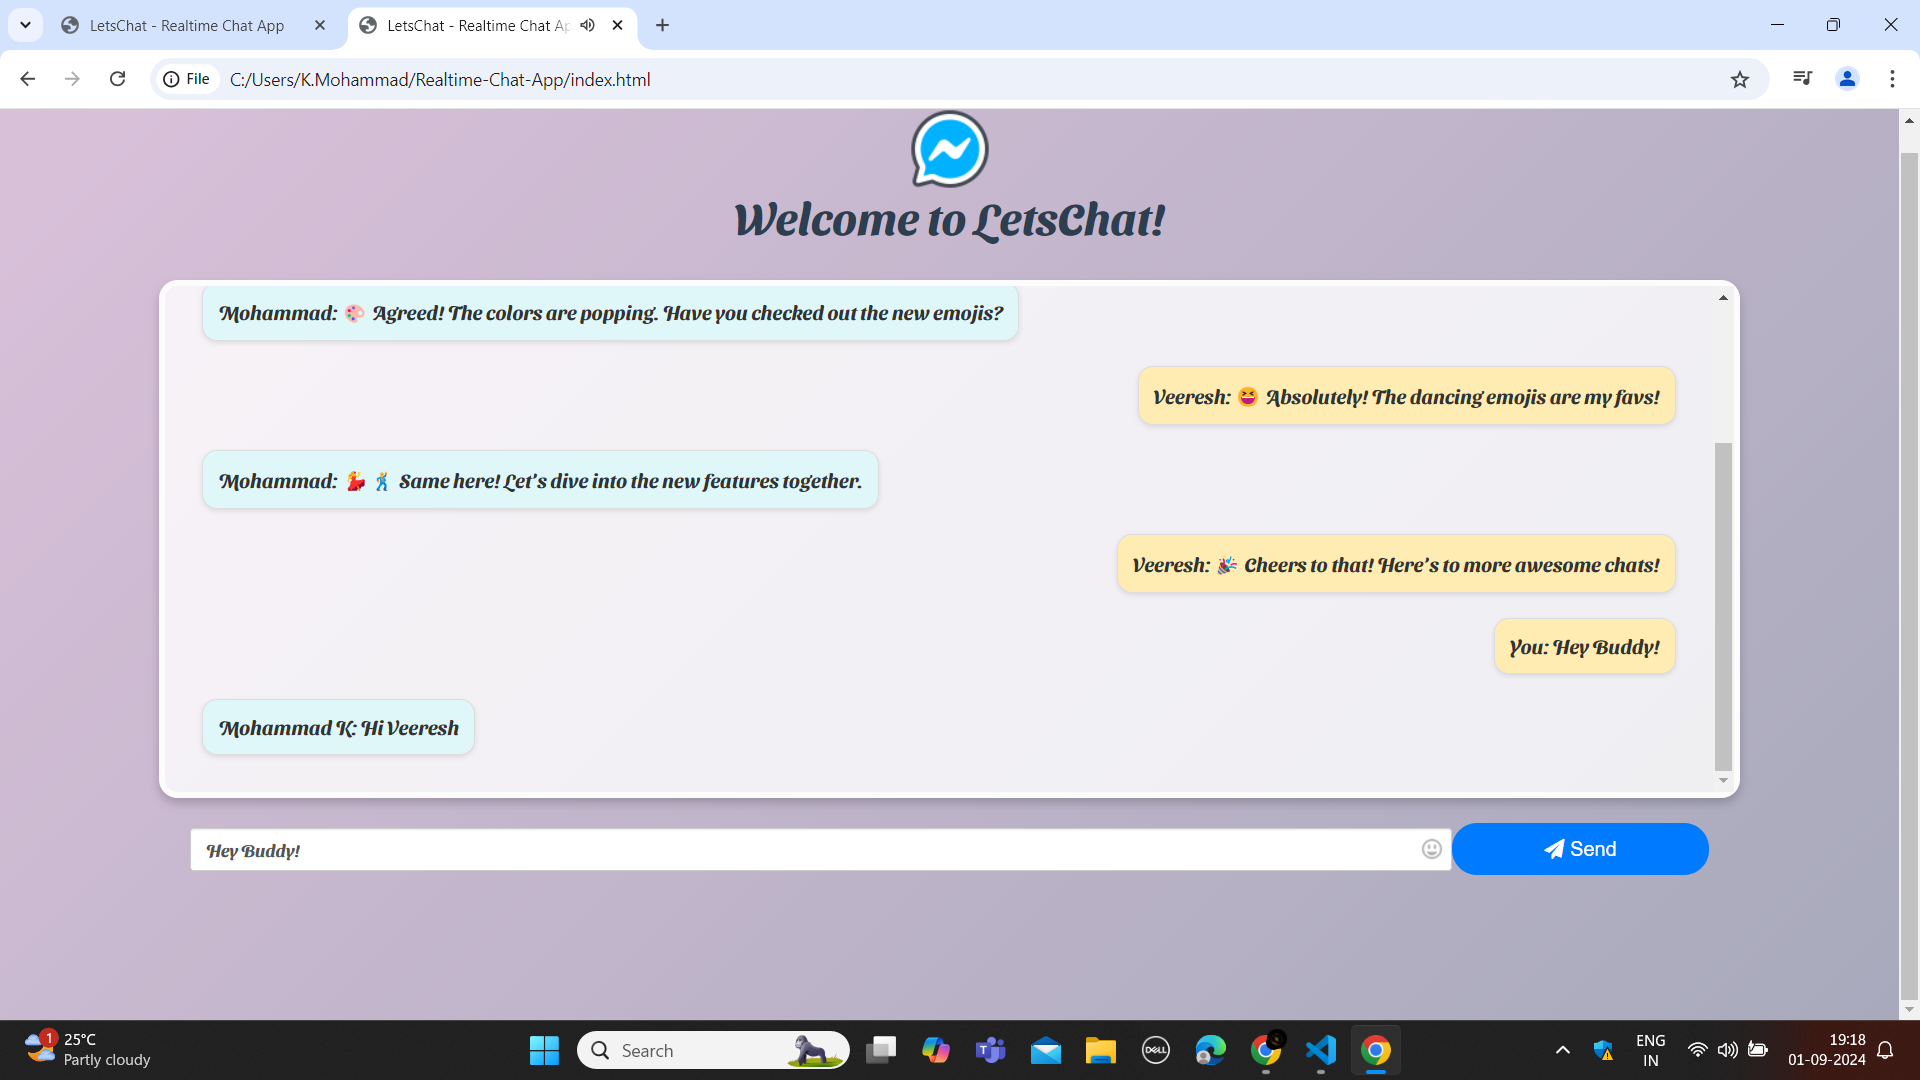 LetsChat - Realtime Chat App
LetsChat - Realtime Chat Ap
File
C:/Users/K.Mohammad/Realtime-Chat-App/index.html
Welcome to LetsChat!
Mohammad: 🎨 Agreed! The colors are popping. Have you checked out the new emojis?
Veeresh: 😆 Absolutely! The dancing emojis are my favs!
Mohammad: 💃🕺 Same here! Let's dive into the new features together.
Veeresh: 🎉 Cheers to that! Here's to more awesome chats!
You: Hey Buddy!
Mohammad K: Hi Veeresh
Hey Buddy!
Send
1
25°C
Partly cloudy
Search
DELL
ENG
IN
19:18
01-09-2024